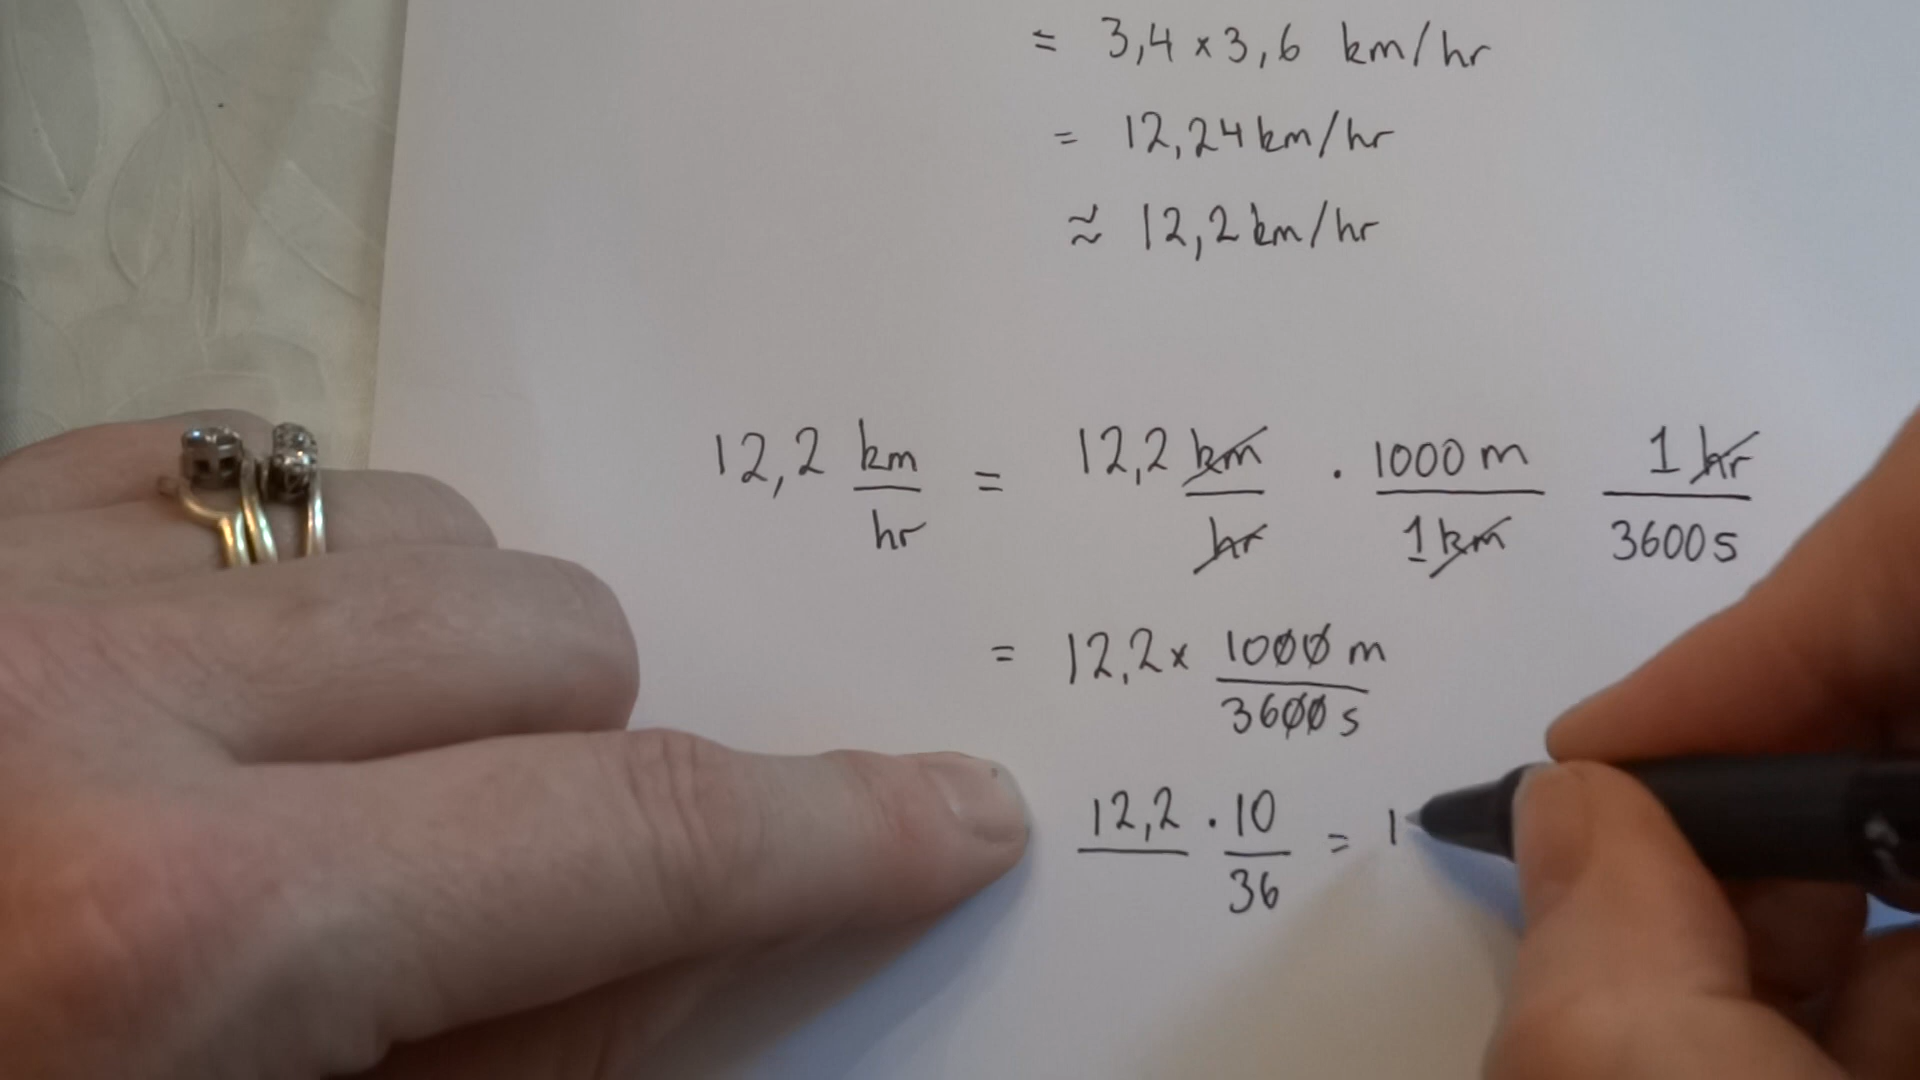 = 3,4 × 3,6 km/hr
= 12,24 km/hr
≈ 12,2 km/hr
12,2 km/hr = 12,2 km/hr · 1000 m/1 km 1 hr/3600 s
= 12,2 × 1000 m/3600 s
12,2 · 10/36 = 1